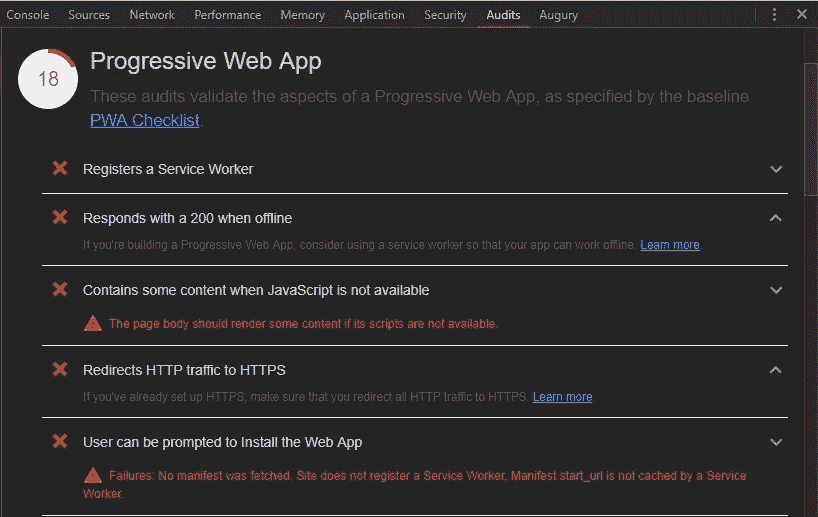 Console Sources Network Performance Memory Application Security Audits Augury
18
Progressive Web App
These audits validate the aspects of a Progressive Web App, as specified by the baseline
PWA Checklist.
Registers a Service Worker
Responds with a 200 when offline
If you're building a Progressive Web App, consider using a service worker so that your app can work offline. Learn more.
Contains some content when JavaScript is not available
The page body should render some content if its scripts are not available.
Redirects HTTP traffic to HTTPS
If you've already set up HTTPS, make sure that you redirect all HTTP traffic to HTTPS. Learn more
User can be prompted to Install the Web App
Failures: No manifest was fetched, Site does not register a Service Worker, Manifest start_url is not cached by a Service
Worker.